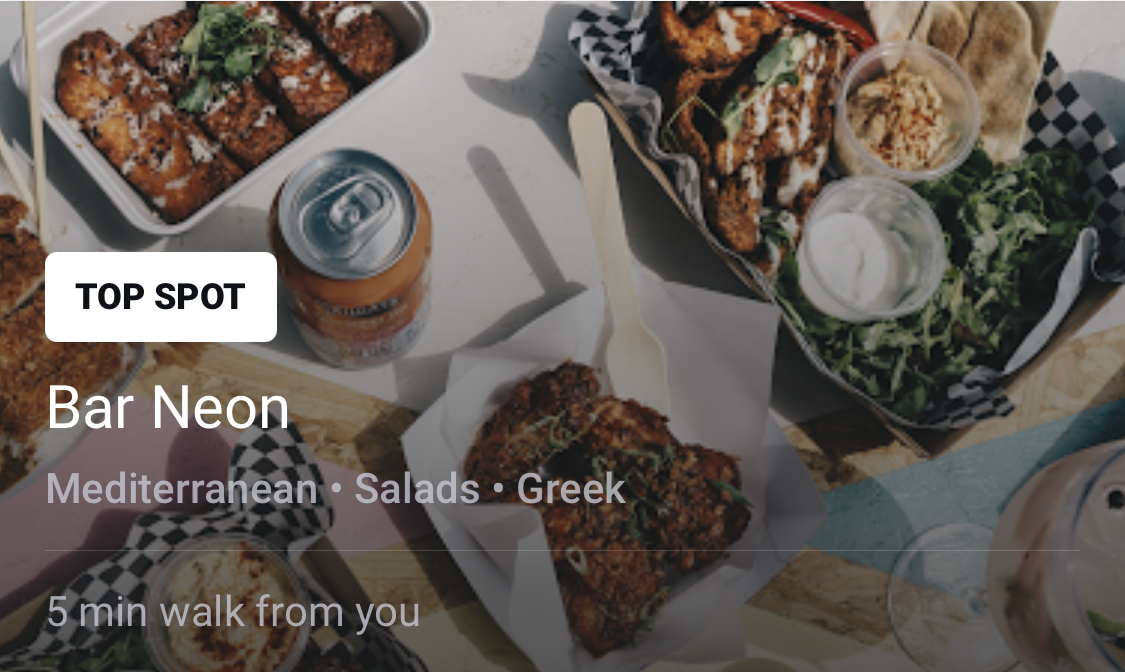 TOP SPOT
Bar Neon
Mediterranean • Salads • Greek
5 min walk from you